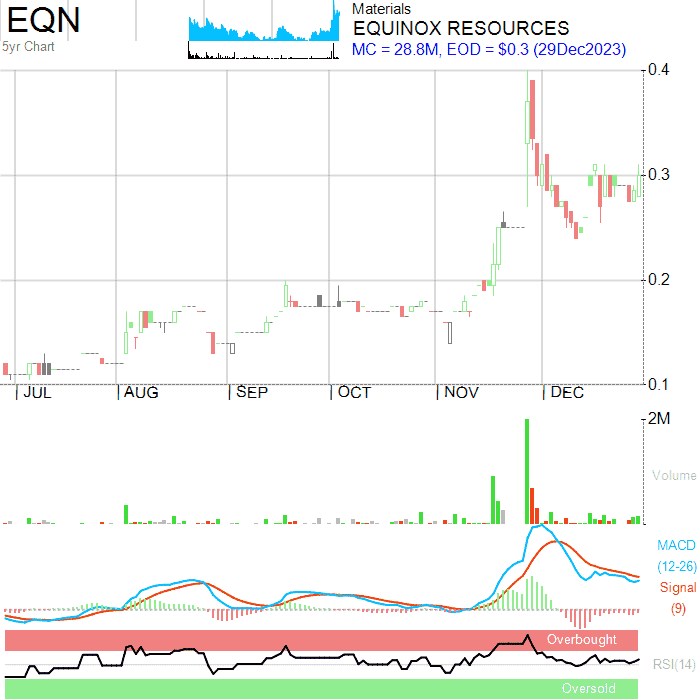 EQN
5yr Chart
Materials
EQUINOX RESOURCES
MC = 28.8M, EOD = $0.3 (29Dec2023)
0.4
0.3
0.2
0.1
JUL AUG SEP OCT NOV DEC
2M
Volume
MACD
(12-26)
Signal
(9)
Overbought
RSI(14)
Oversold